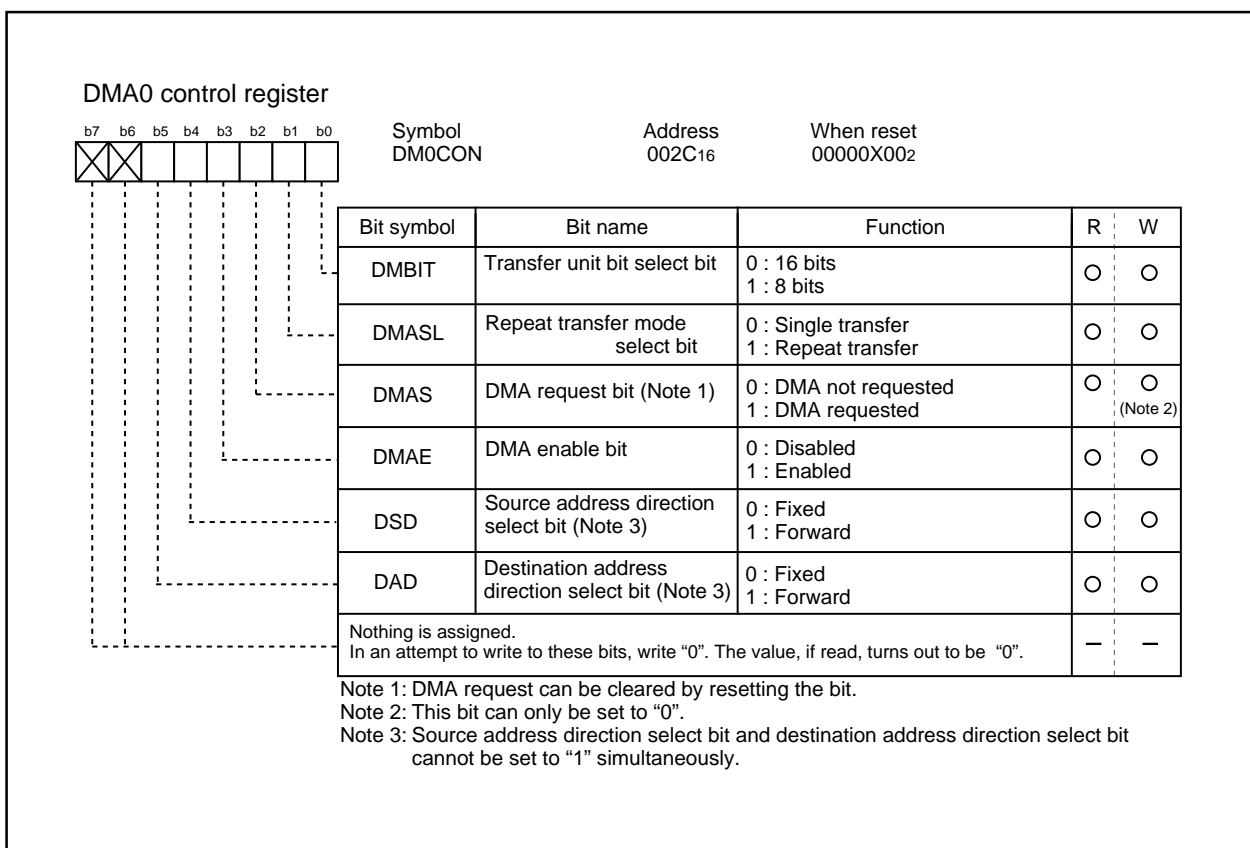 DMA0 control register
b7 b6 b5 b4 b3 b2 b1 b0
Symbol Address When reset
DM0CON 002C16 00000X002
Bit symbol Bit name Function R W
DMBIT Transfer unit bit select bit 0 : 16 bits
1 : 8 bits
DMASL Repeat transfer mode
select bit 0 : Single transfer
1 : Repeat transfer
DMAS DMA request bit (Note 1) 0 : DMA not requested
1 : DMA requested (Note 2)
DMAE DMA enable bit 0 : Disabled
1 : Enabled
DSD Source address direction
select bit (Note 3) 0 : Fixed
1 : Forward
DAD Destination address
direction select bit (Note 3) 0 : Fixed
1 : Forward
Nothing is assigned.
In an attempt to write to these bits, write “0”. The value, if read, turns out to be “0”. – –
Note 1: DMA request can be cleared by resetting the bit.
Note 2: This bit can only be set to “0”.
Note 3: Source address direction select bit and destination address direction select bit
cannot be set to “1” simultaneously.